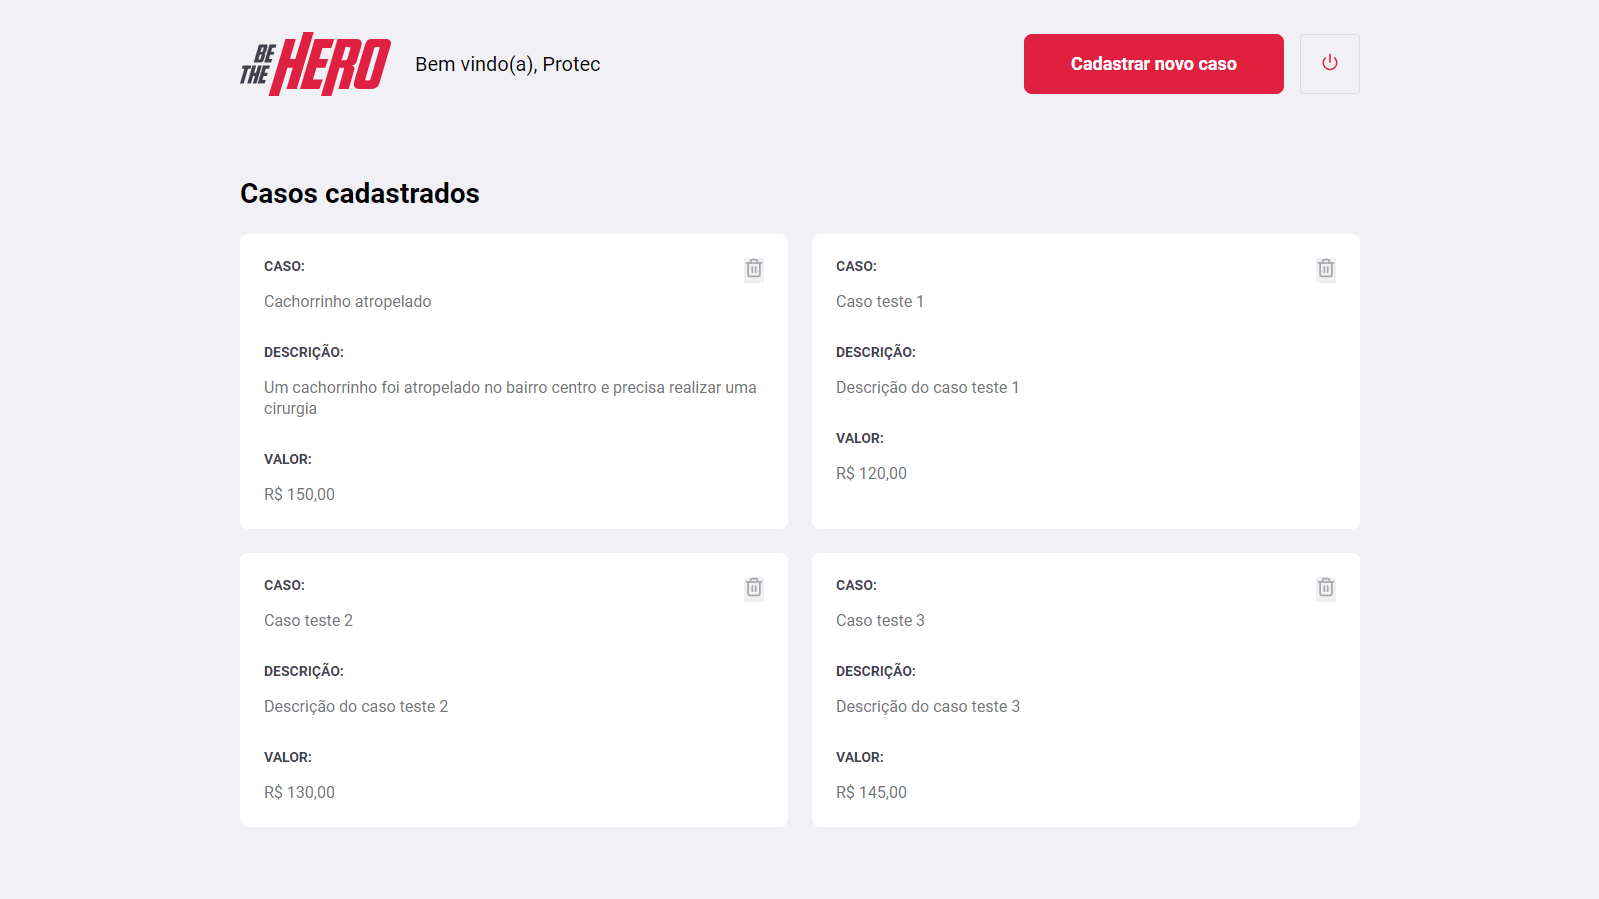 BE
THE HERO
Bem vindo(a), Protec
Cadastrar novo caso
Casos cadastrados
CASO:
Cachorrinho atropelado
DESCRIÇÃO:
Um cachorrinho foi atropelado no bairro centro e precisa realizar uma
cirurgia
VALOR:
R$ 150,00
CASO:
Caso teste 1
DESCRIÇÃO:
Descrição do caso teste 1
VALOR:
R$ 120,00
CASO:
Caso teste 2
DESCRIÇÃO:
Descrição do caso teste 2
VALOR:
R$ 130,00
CASO:
Caso teste 3
DESCRIÇÃO:
Descrição do caso teste 3
VALOR:
R$ 145,00